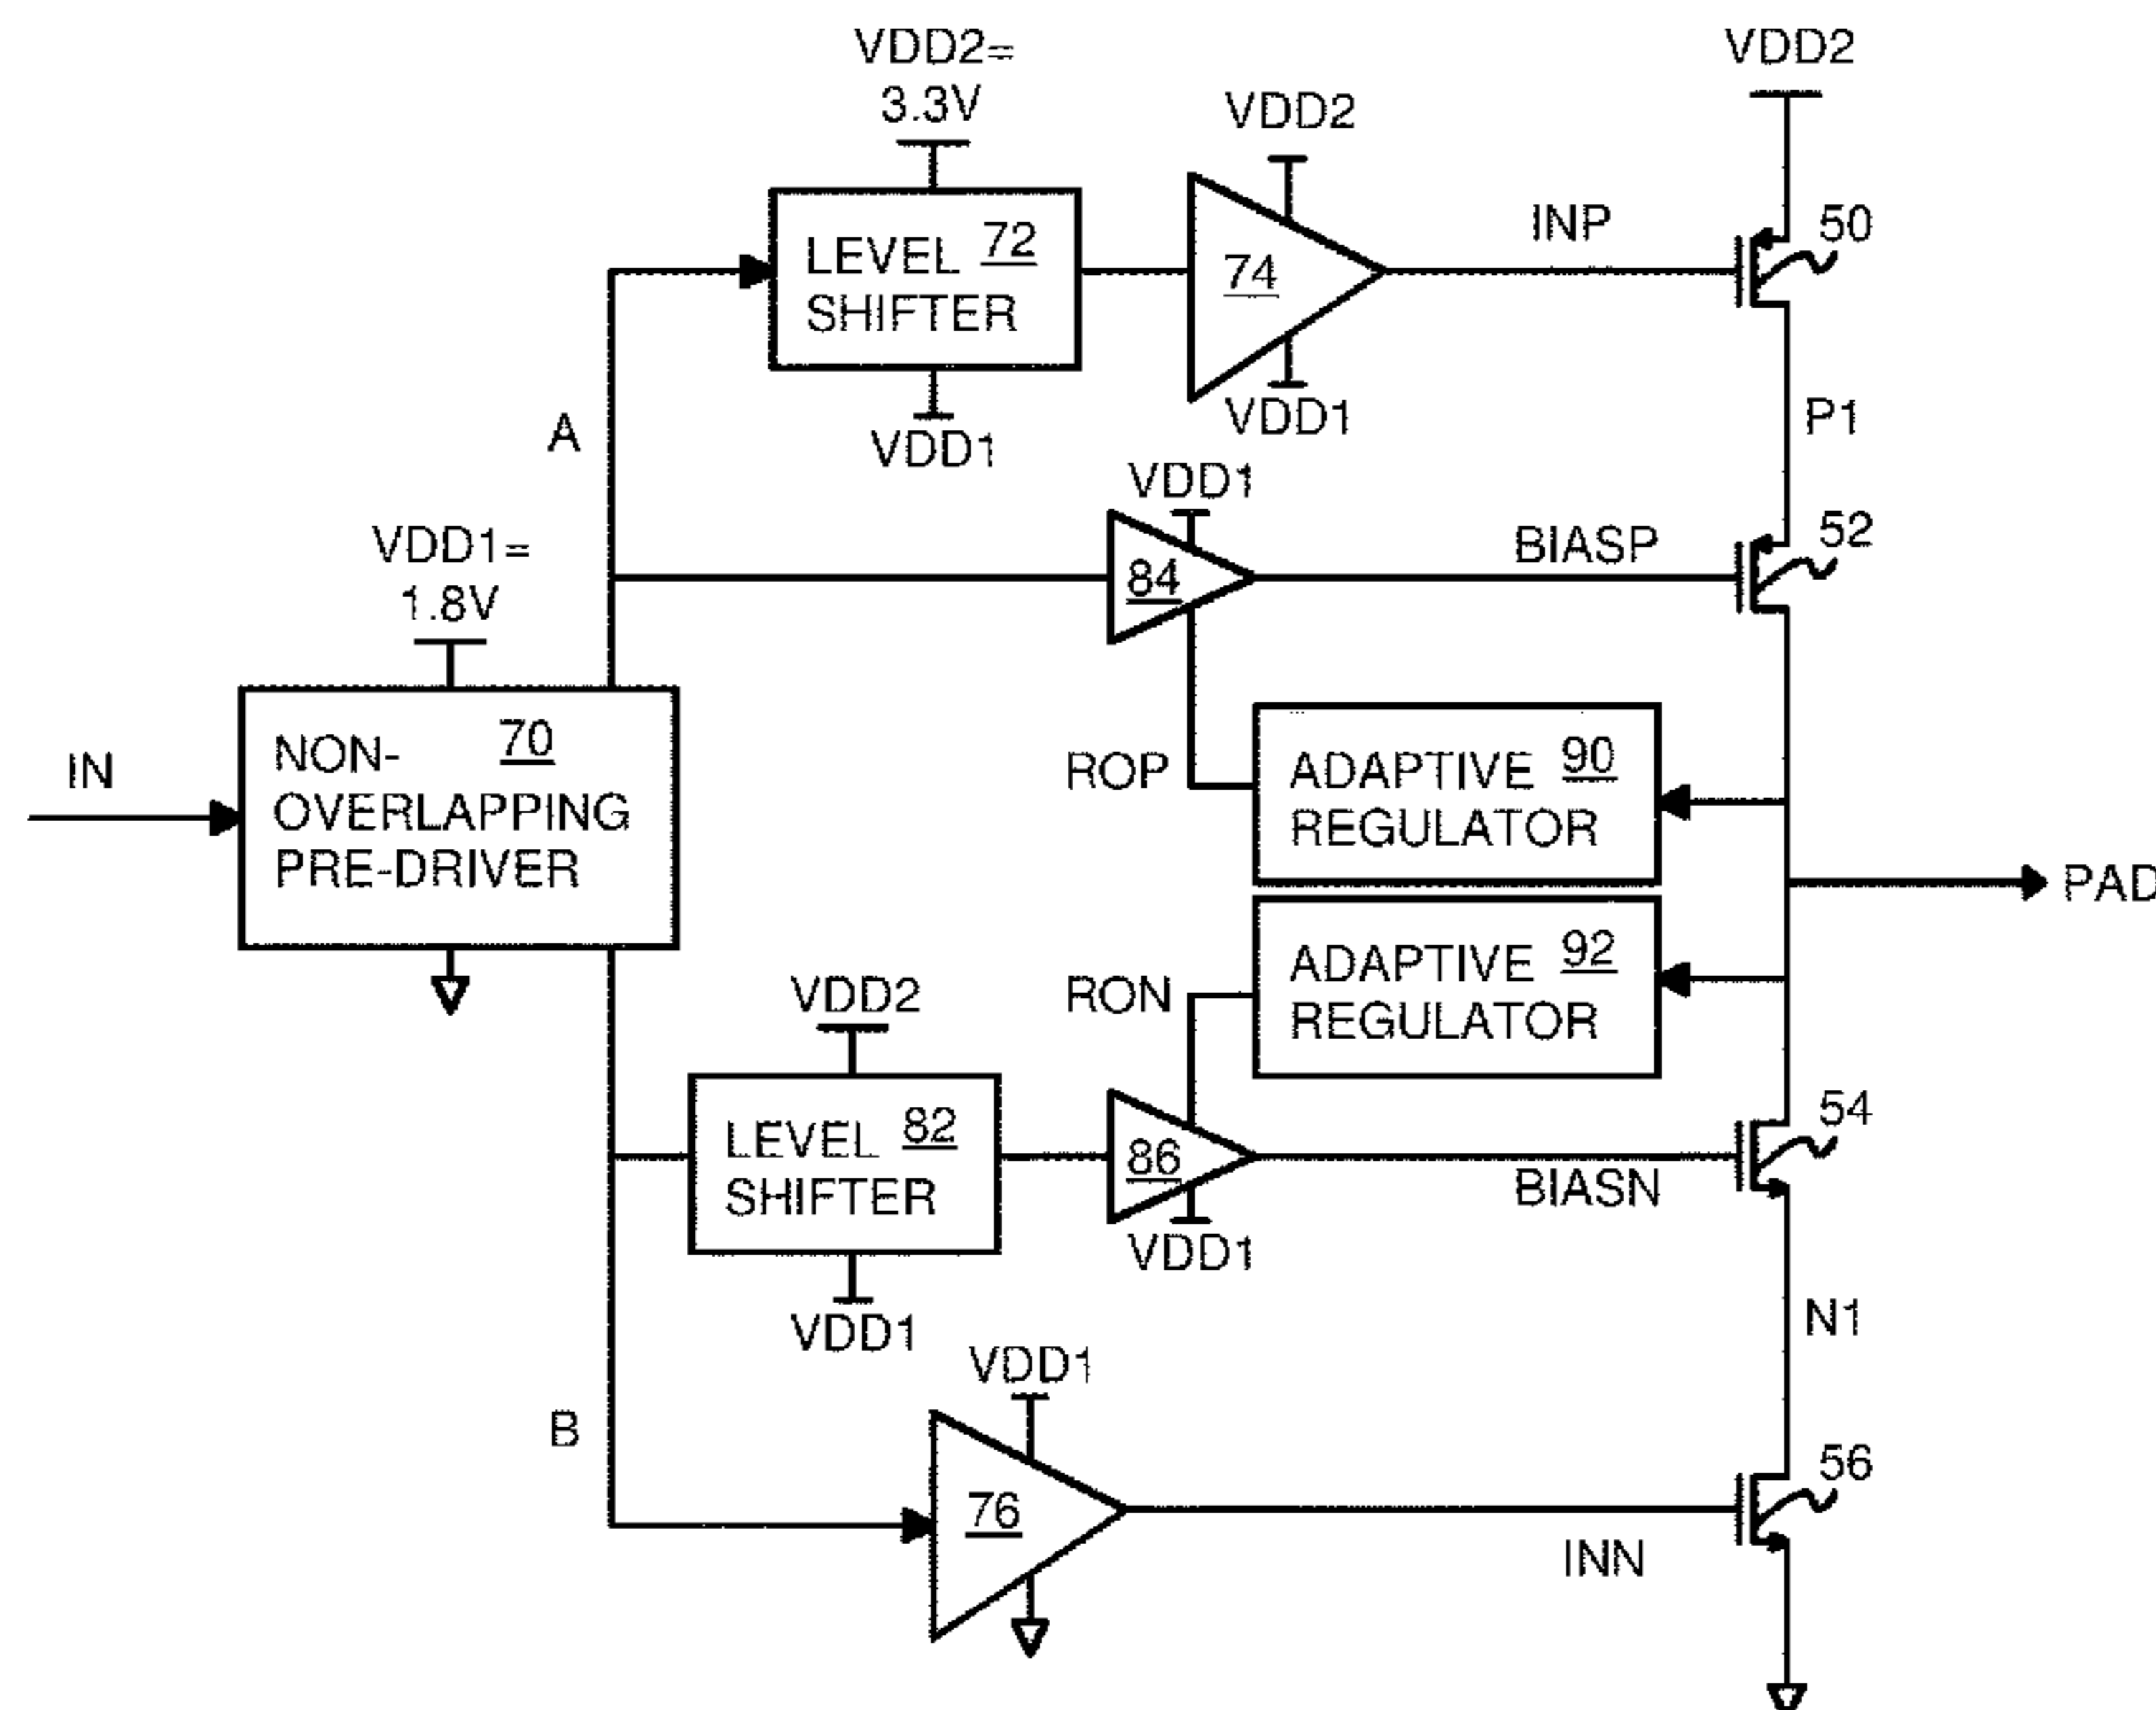 VDD2=
3.3V
VDD2
VDD2
LEVEL 72
SHIFTER
74
INP
50
VDD1
VDD1
A
P1
VDD1
84
BIASP
52
VDD1=
1.8V
IN
NON- 70
OVERLAPPING
PRE-DRIVER
ROP
ADAPTIVE 90
REGULATOR
PAD
RON
ADAPTIVE 92
REGULATOR
VDD2
LEVEL 82
SHIFTER
86
BIASN
54
VDD1
VDD1
N1
B
VDD1
76
INN
56